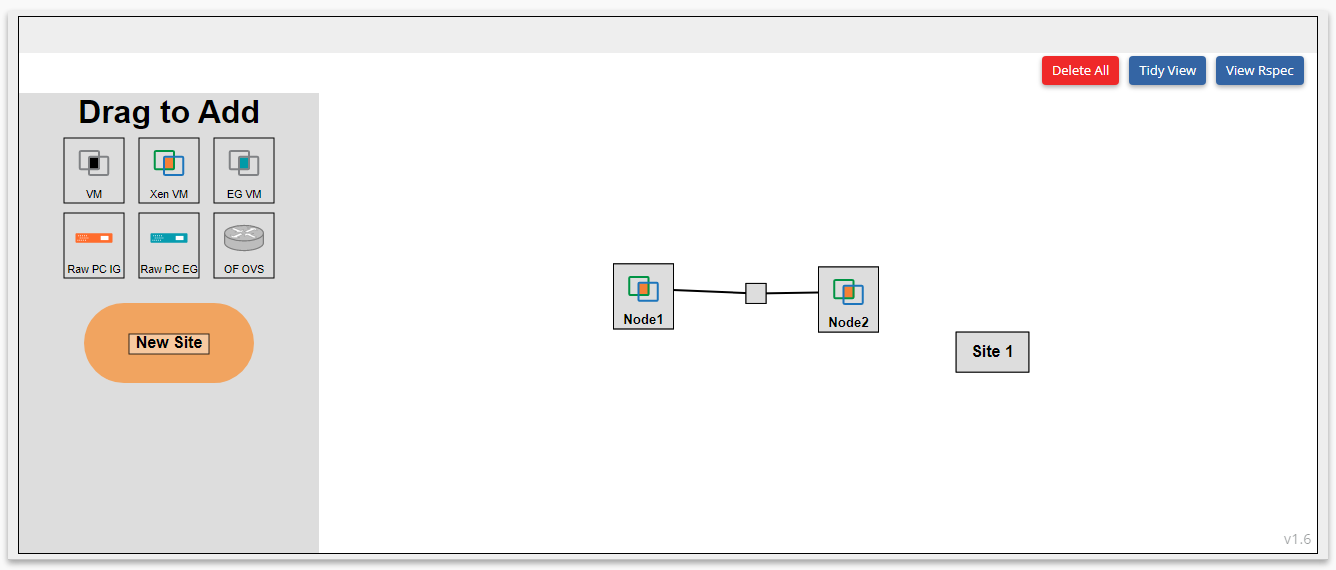 Delete All
Tidy View
View Rspec
Drag to Add
VM
Xen VM
EG VM
Raw PC IG
Raw PC EG
OF OVS
New Site
Node1
Node2
Site 1
v1.6